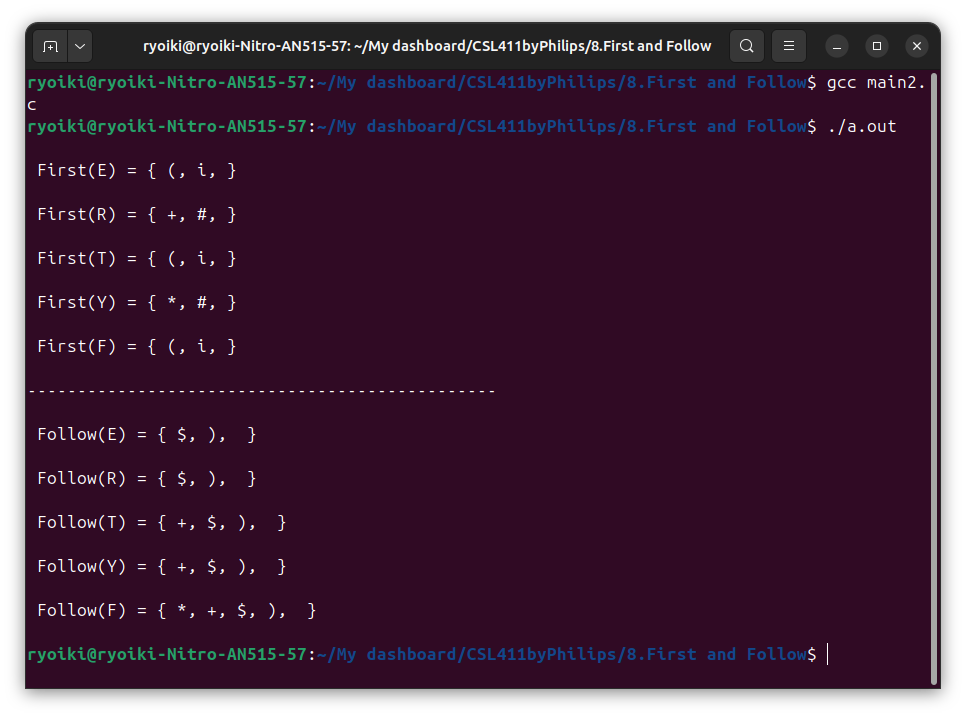 ryoiki@ryoiki-Nitro-AN515-57: ~/My dashboard/CSL411byPhilips/8.First and Follow
ryoiki@ryoiki-Nitro-AN515-57:~/My dashboard/CSL411byPhilips/8.First and Follow$ gcc main2.
c
ryoiki@ryoiki-Nitro-AN515-57:~/My dashboard/CSL411byPhilips/8.First and Follow$ ./a.out
First(E) = { (, i, }
First(R) = { +, #, }
First(T) = { (, i, }
First(Y) = { *, #, }
First(F) = { (, i, }
-----------------------------------------------
Follow(E) = { $, ),  }
Follow(R) = { $, ),  }
Follow(T) = { +, $, ),  }
Follow(Y) = { +, $, ),  }
Follow(F) = { *, +, $, ),  }
ryoiki@ryoiki-Nitro-AN515-57:~/My dashboard/CSL411byPhilips/8.First and Follow$